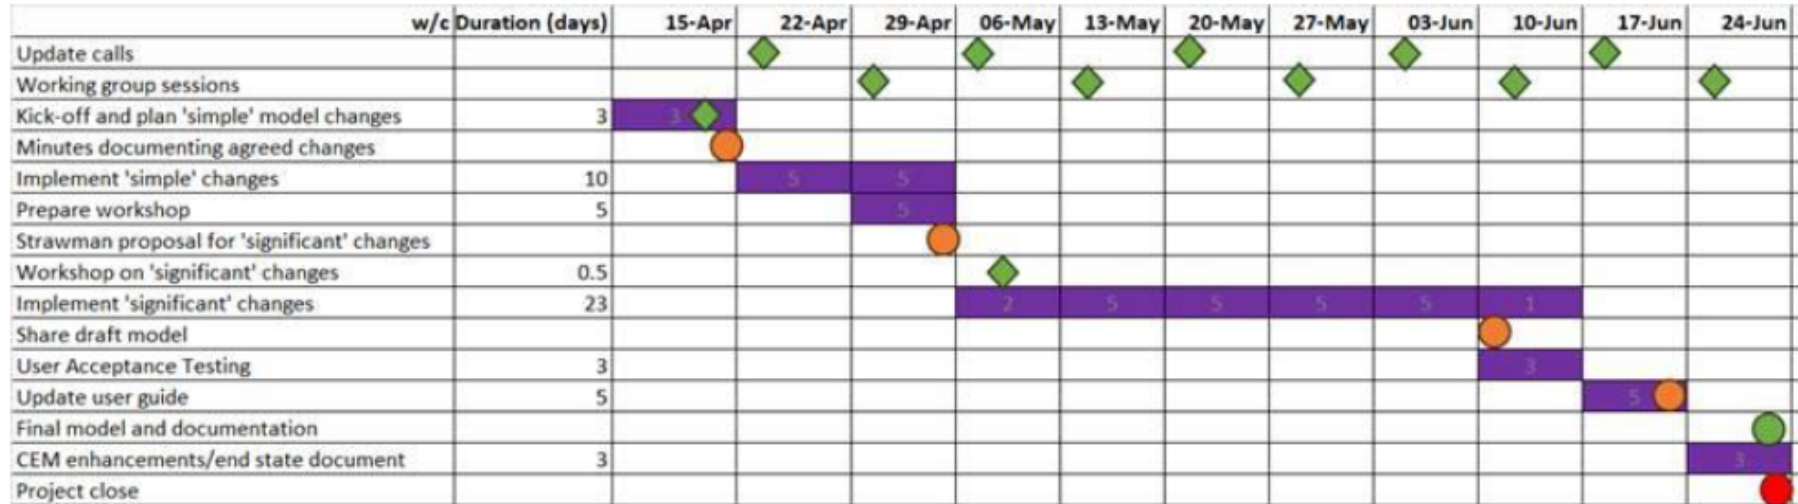 w/c Duration (days) 15-Apr 22-Apr 29-Apr 06-May 13-May 20-May 27-May 03-Jun 10-Jun 17-Jun 24-Jun
Update calls
Working group sessions
Kick-off and plan 'simple' model changes 3 3
Minutes documenting agreed changes
Implement 'simple' changes 10 5 5
Prepare workshop 5 5
Strawman proposal for 'significant' changes
Workshop on 'significant' changes 0.5
Implement 'significant' changes 23 2 5 5 5 5 1
Share draft model
User Acceptance Testing 3 3
Update user guide 5 5
Final model and documentation
CEM enhancements/end state document 3 3
Project close